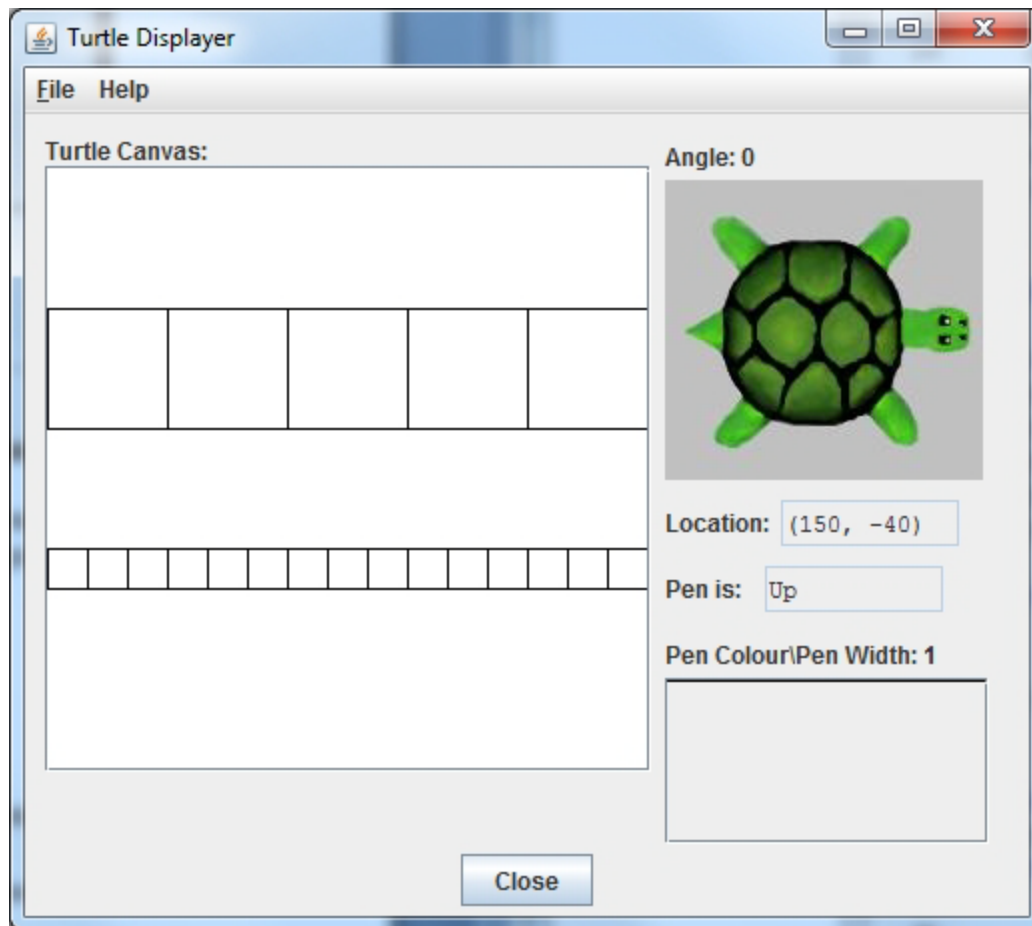 Turtle Displayer
File Help
Turtle Canvas:
Angle: 0
Location: (150, -40)
Pen is: Up
Pen Colour\Pen Width: 1
Close